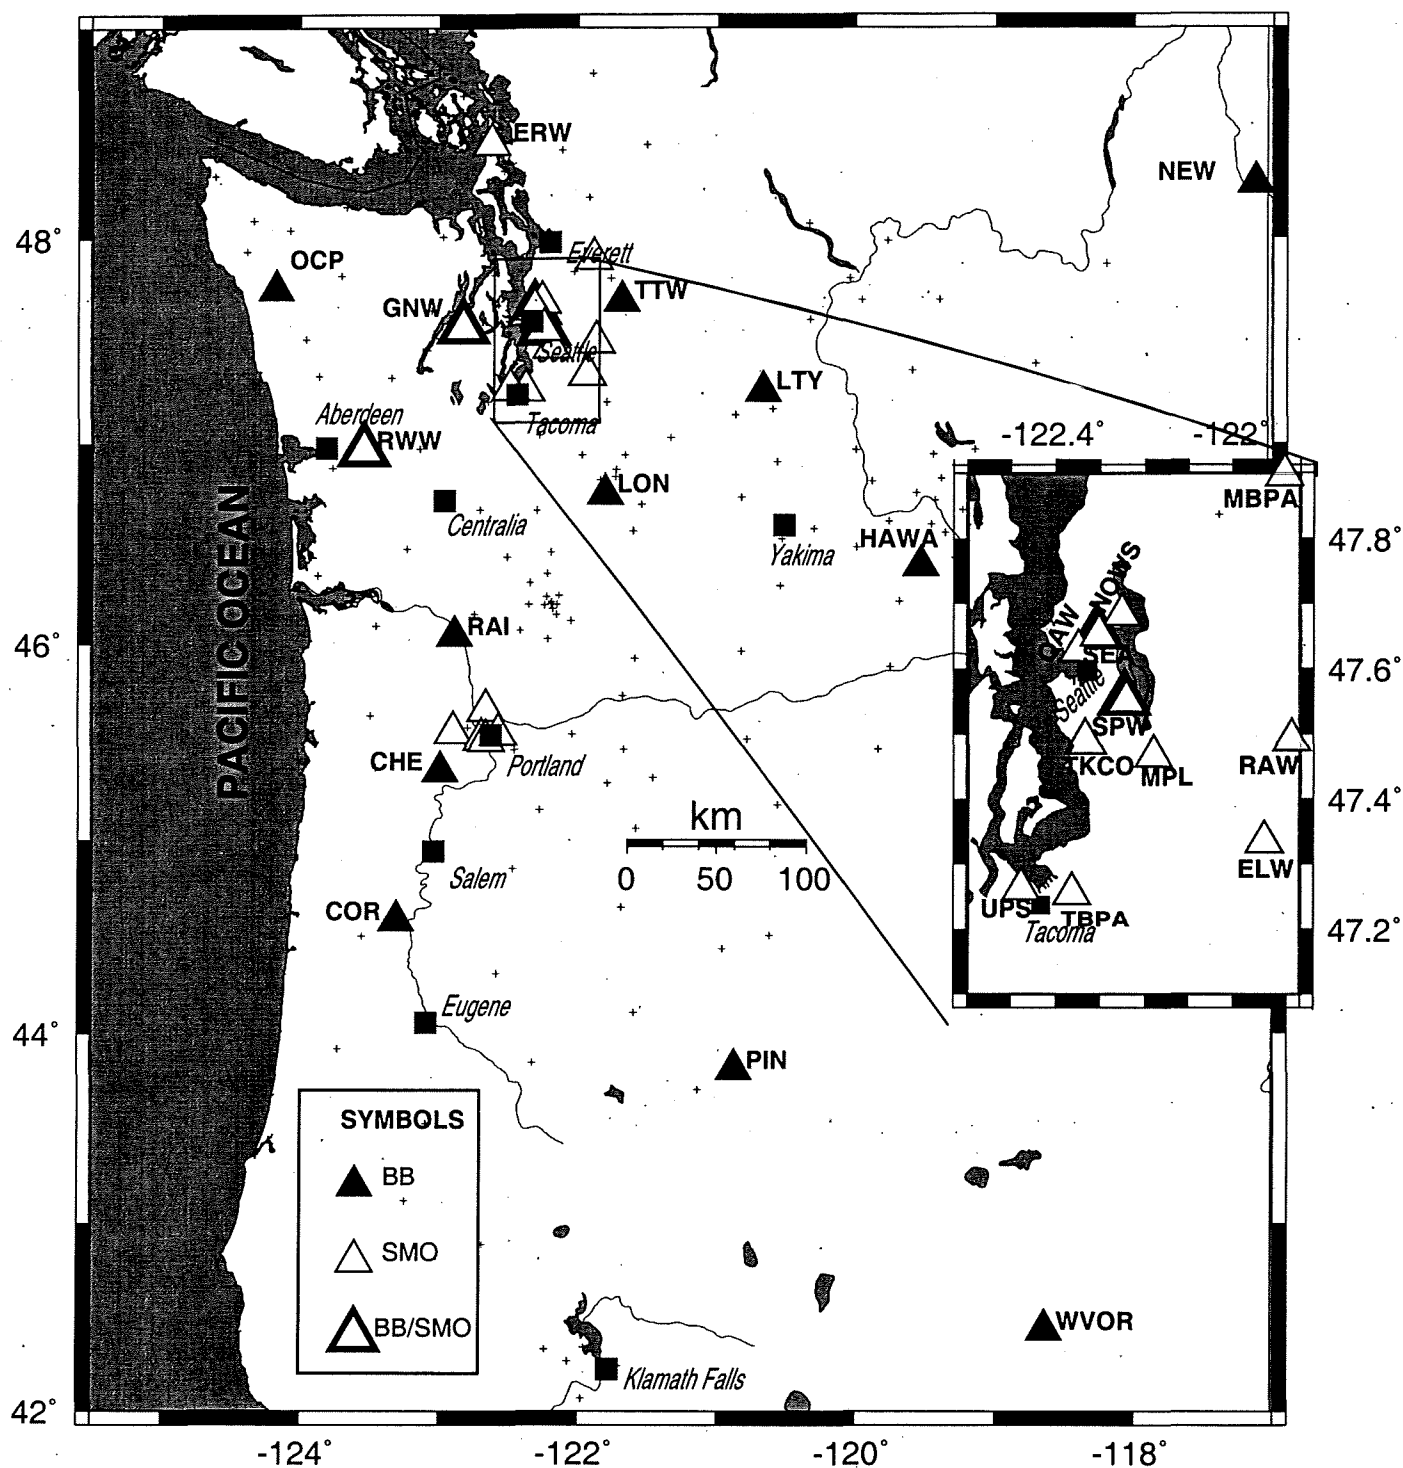 ERW
NEW
48°
Everett
OCP
TTW
GNW
Seattle
LTY
Aberdeen
RWW
Tacoma
-122.4°
-122°
LON
MBPA
Centralia
Yakima
HAWA
47.8°
PACIFIC OCEAN
NOWS
QAW
SEA
46°
RAI
47.6°
Seattle
SPW
CHE
Portland
TKCO
MPL
RAW
47.4°
km
0 50 100
Salem
ELW
COR
UPS
TBPA
Tacoma
47.2°
Eugene
44°
PIN
SYMBOLS
BB
SMO
BB/SMO
WVOR
Klamath Falls
42°
-124°
-122°
-120°
-118°